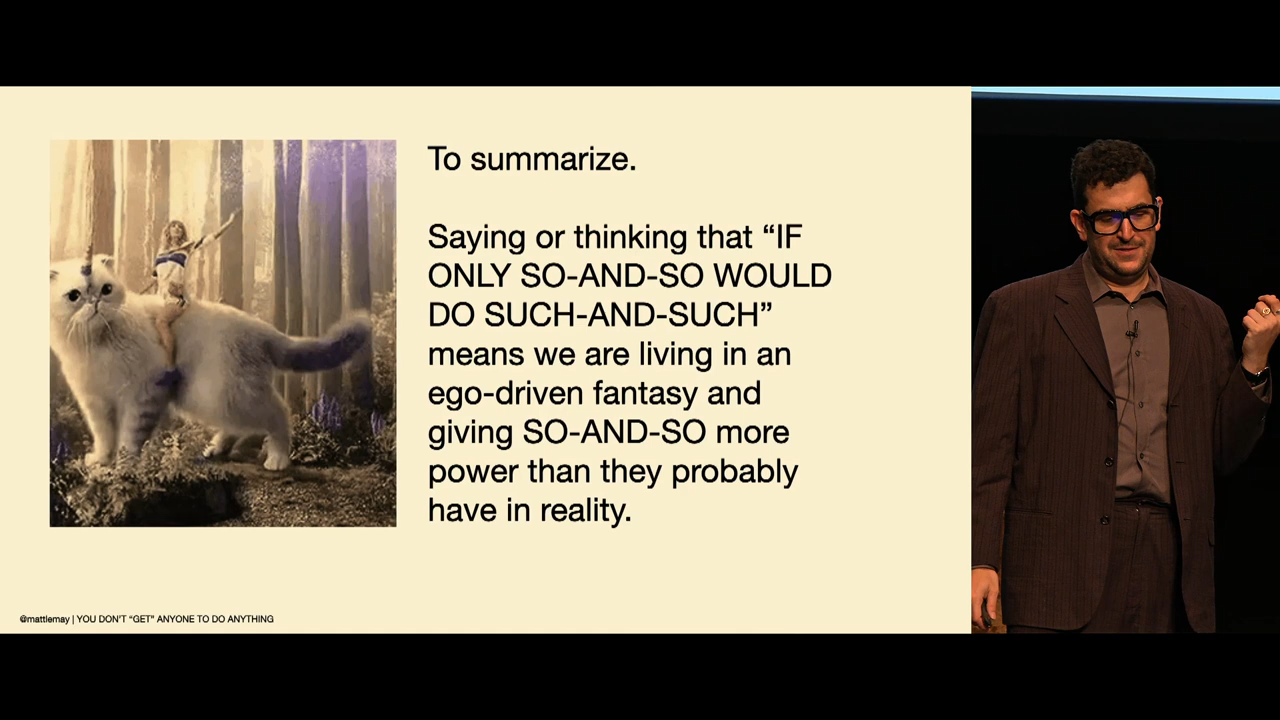 To summarize.
Saying or thinking that “IF
ONLY SO-AND-SO WOULD
DO SUCH-AND-SUCH”
means we are living in an
ego-driven fantasy and
giving SO-AND-SO more
power than they probably
have in reality.
@mattlemay | YOU DON’T “GET” ANYONE TO DO ANYTHING